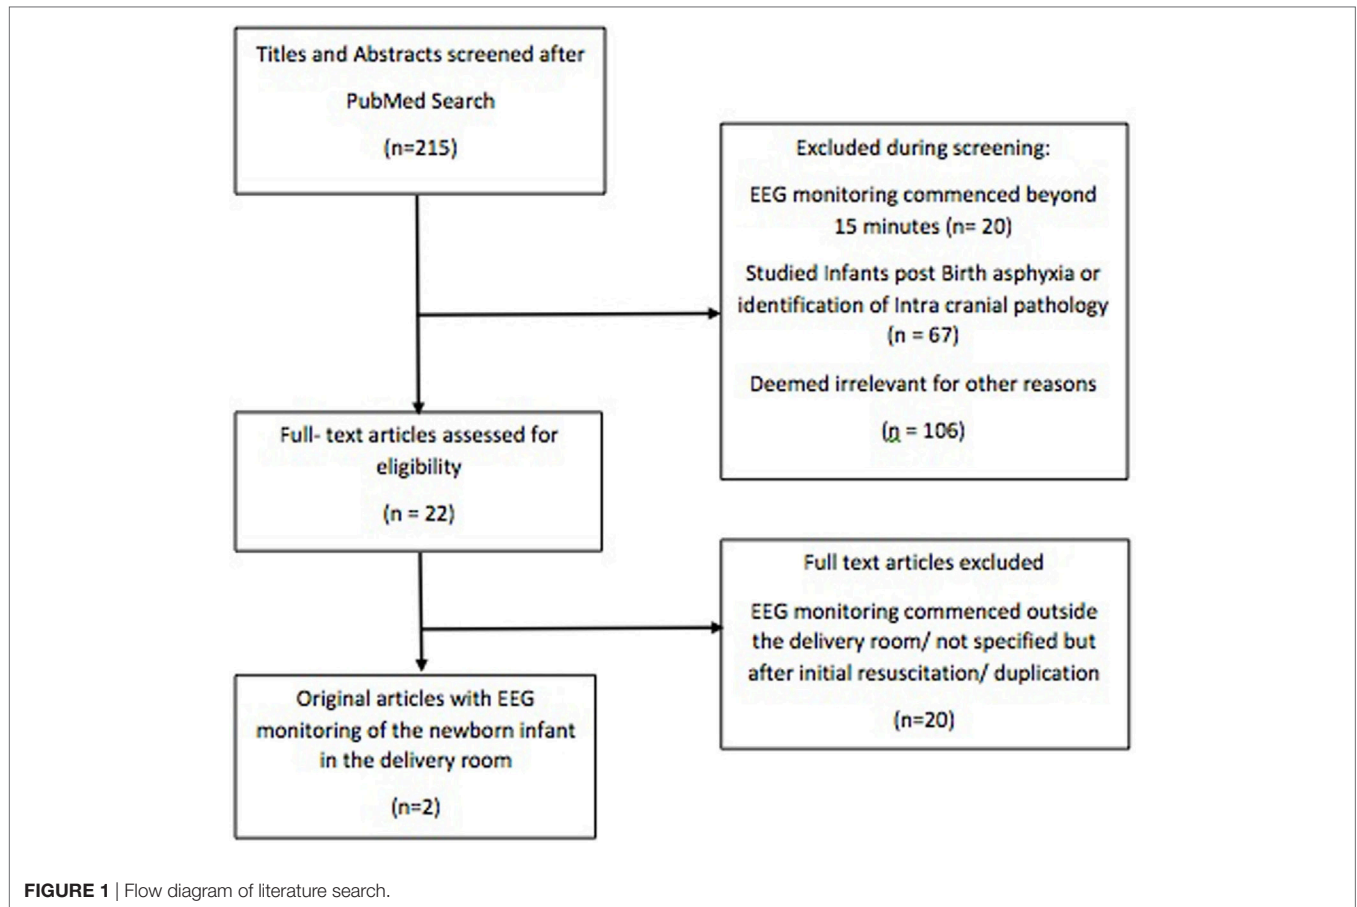 Titles and Abstracts screened after
PubMed Search
(n=215)
Excluded during screening:
EEG monitoring commenced beyond
15 minutes (n= 20)
Studied Infants post Birth asphyxia or
identification of Intra cranial pathology
(n = 67)
Deemed irrelevant for other reasons
(n = 106)
Full- text articles assessed for
eligibility
(n = 22)
Full text articles excluded
EEG monitoring commenced outside
the delivery room/ not specified but
after initial resuscitation/ duplication
(n=20)
Original articles with EEG
monitoring of the newborn infant
in the delivery room
(n=2)
FIGURE 1 | Flow diagram of literature search.